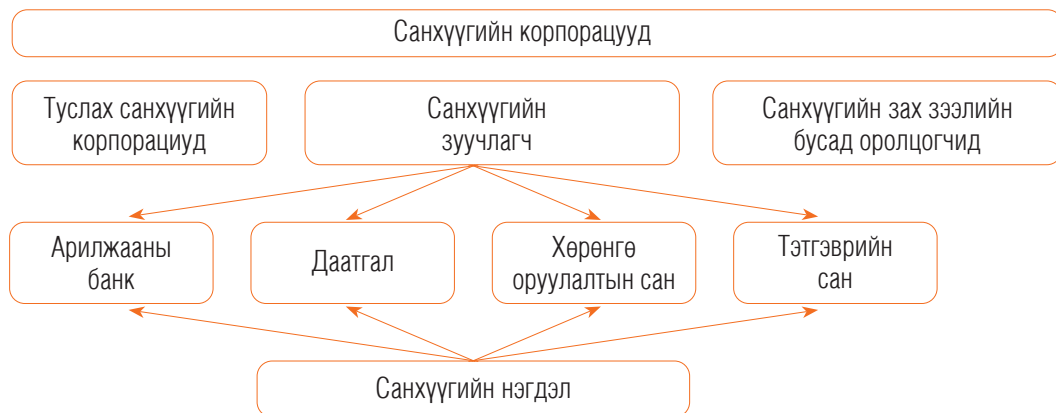 Санхүүгийн корпорацууд
Туслах санхүүгийн
корпорациуд
Санхүүгийн
зуучлагч
Санхүүгийн зах зээлийн
бусад оролцогчид
Арилжааны
банк
Даатгал
Хөрөнгө
оруулалтын сан
Тэтгэврийн
сан
Санхүүгийн нэгдэл